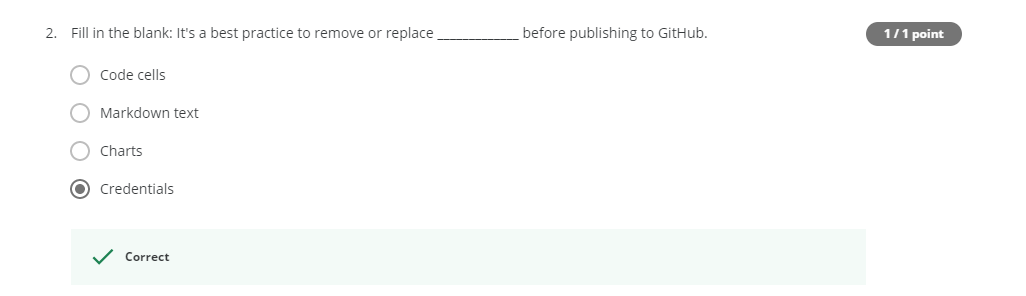 2. Fill in the blank: It's a best practice to remove or replace _____________ before publishing to GitHub.
1 / 1 point
Code cells
Markdown text
Charts
Credentials
Correct